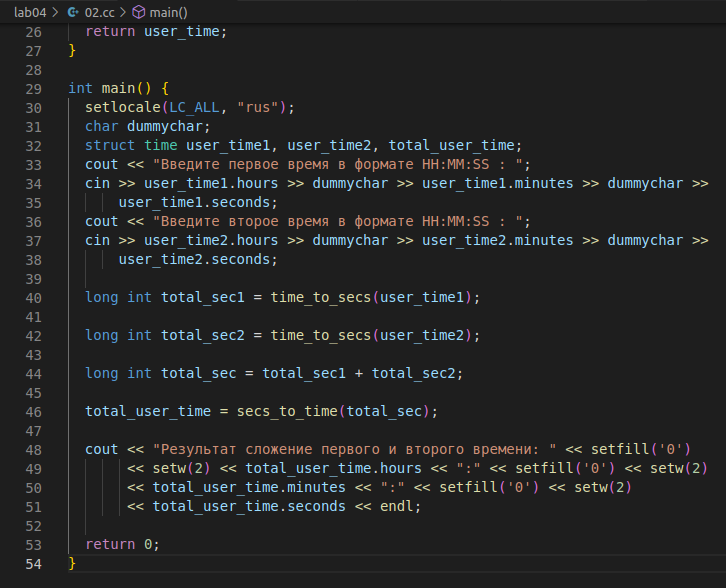 lab04 > 02.cc > main()
26 return user_time;
27 }
28
29 int main() {
30 setlocale(LC_ALL, "rus");
31 char dummychar;
32 struct time user_time1, user_time2, total_user_time;
33 cout << "Введите первое время в формате HH:MM:SS : ";
34 cin >> user_time1.hours >> dummychar >> user_time1.minutes >> dummychar >>
35 user_time1.seconds;
36 cout << "Введите второе время в формате HH:MM:SS : ";
37 cin >> user_time2.hours >> dummychar >> user_time2.minutes >> dummychar >>
38 user_time2.seconds;
39
40 long int total_sec1 = time_to_secs(user_time1);
41
42 long int total_sec2 = time_to_secs(user_time2);
43
44 long int total_sec = total_sec1 + total_sec2;
45
46 total_user_time = secs_to_time(total_sec);
47
48 cout << "Результат сложение первого и второго времени: " << setfill('0')
49 << setw(2) << total_user_time.hours << ":" << setfill('0') << setw(2)
50 << total_user_time.minutes << ":" << setfill('0') << setw(2)
51 << total_user_time.seconds << endl;
52
53 return 0;
54 }